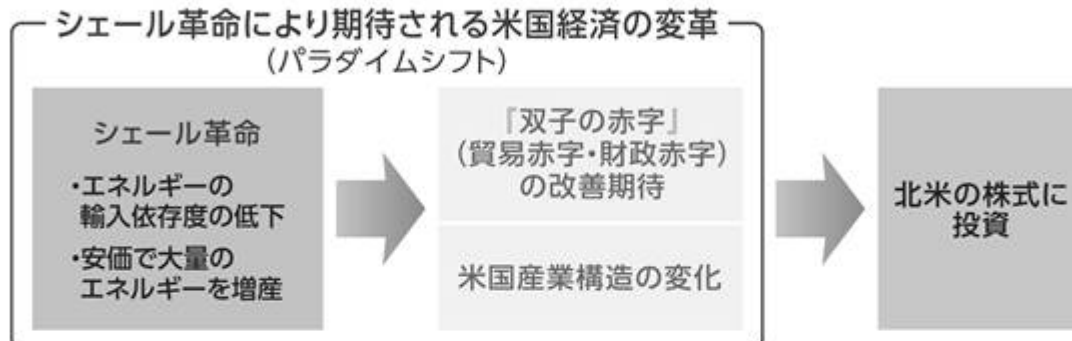 シェール革命により期待される米国経済の変革
（パラダイムシフト）
シェール革命
・エネルギーの
輸入依存度の低下
・安価で大量の
エネルギーを増産
『双子の赤字』
（貿易赤字・財政赤字）
の改善期待
米国産業構造の変化
北米の株式に
投資